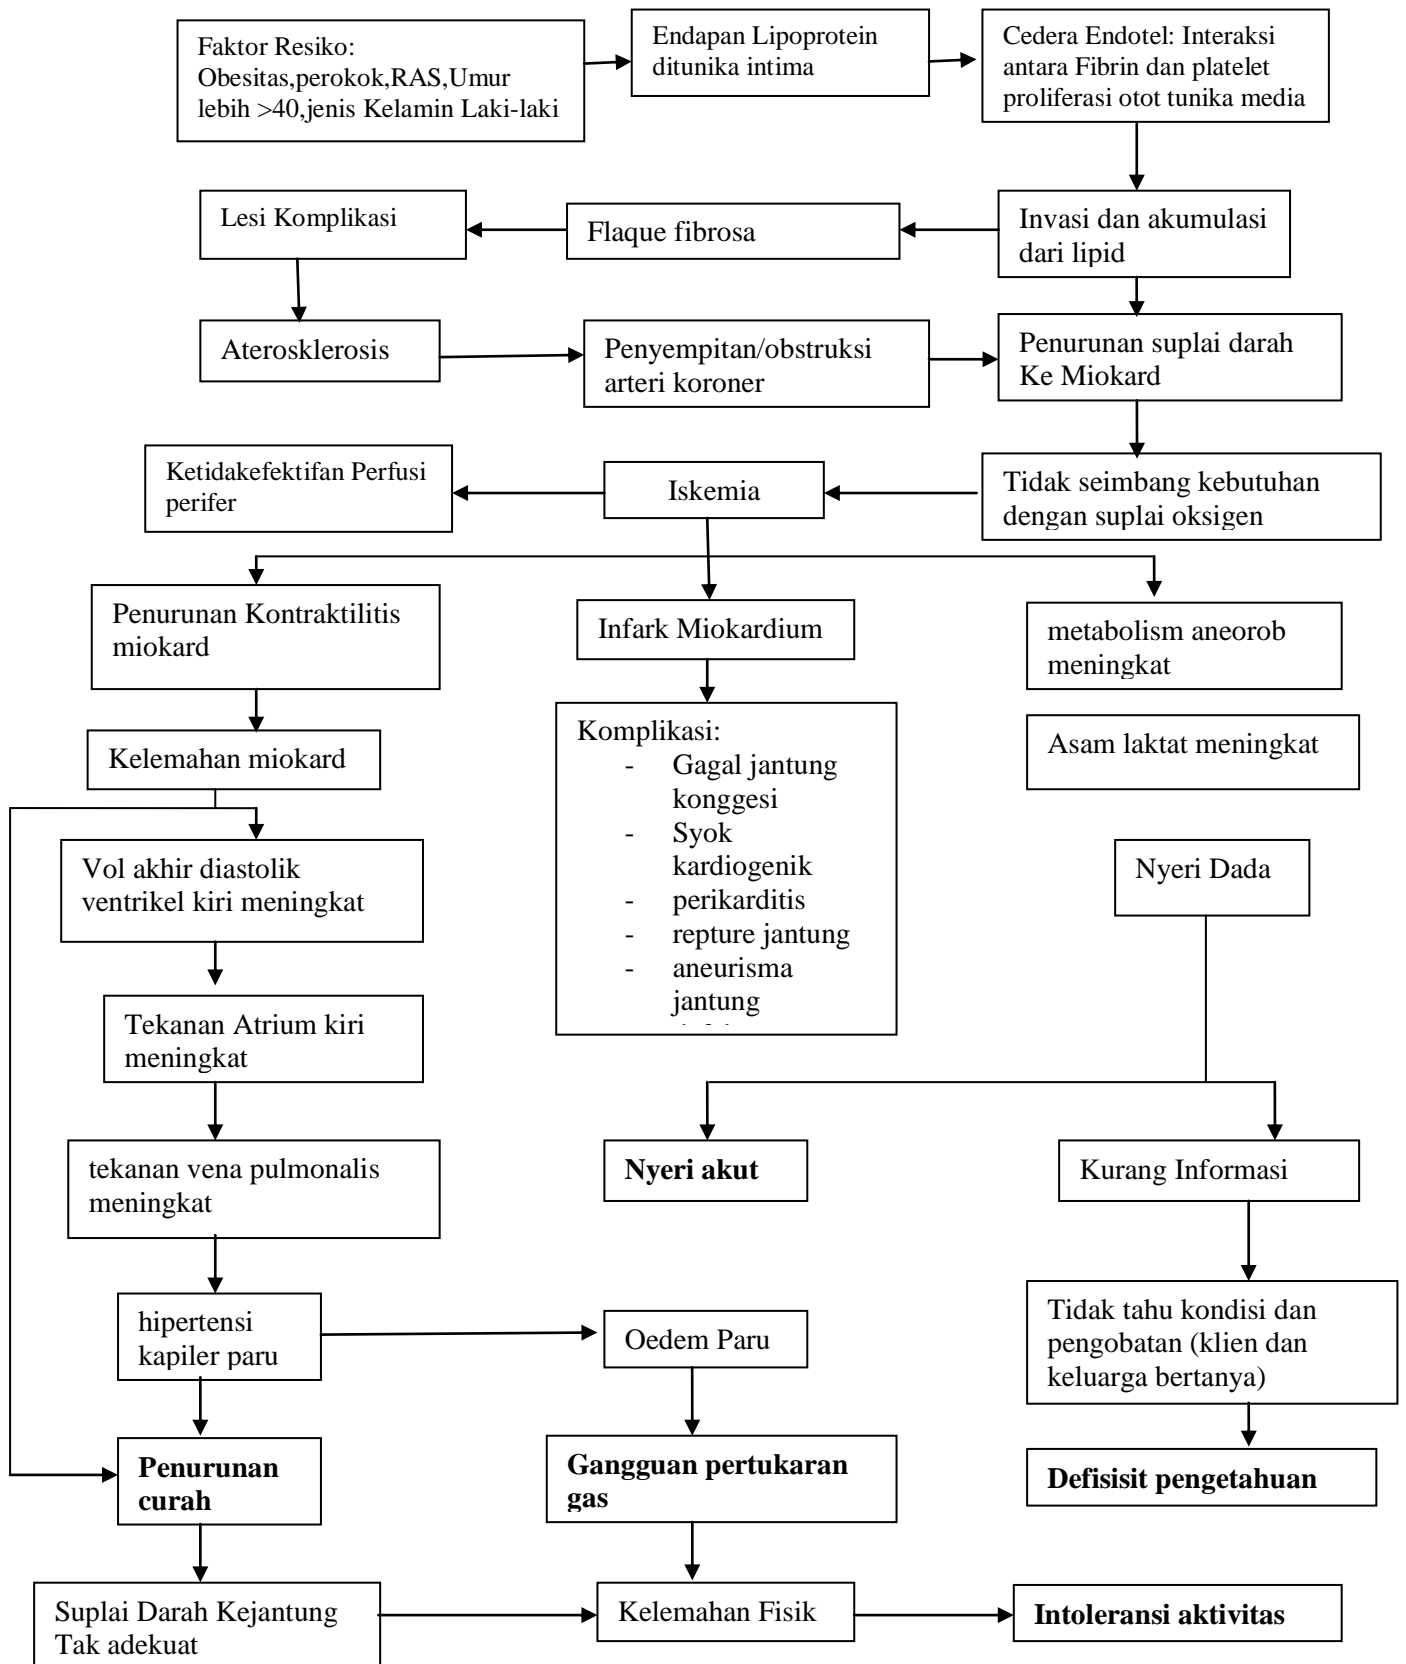 Faktor Resiko:
Obesitas,perokok,RAS,Umur
lebih >40,jenis Kelamin Laki-laki
Endapan Lipoprotein
ditunika intima
Cedera Endotel: Interaksi
antara Fibrin dan platelet
proliferasi otot tunika media
Lesi Komplikasi
Flaque fibrosa
Invasi dan akumulasi
dari lipid
Aterosklerosis
Penyempitan/obstruksi
arteri koroner
Penurunan suplai darah
Ke Miokard
Ketidakefektifan Perfusi
perifer
Iskemia
Tidak seimbang kebutuhan
dengan suplai oksigen
Penurunan Kontraktilitis
miokard
Infark Miokardium
metabolism aneorob
meningkat
Kelemahan miokard
Komplikasi:
- Gagal jantung
konggesi
- Syok
kardiogenik
- perikarditis
- repture jantung
- aneurisma
jantung
Asam laktat meningkat
Vol akhir diastolik
ventrikel kiri meningkat
Nyeri Dada
Tekanan Atrium kiri
meningkat
tekanan vena pulmonalis
meningkat
Nyeri akut
Kurang Informasi
hipertensi
kapiler paru
Oedem Paru
Tidak tahu kondisi dan
pengobatan (klien dan
keluarga bertanya)
Penurunan
curah
Gangguan pertukaran
gas
Defisisit pengetahuan
Suplai Darah Kejantung
Tak adekuat
Kelemahan Fisik
Intoleransi aktivitas